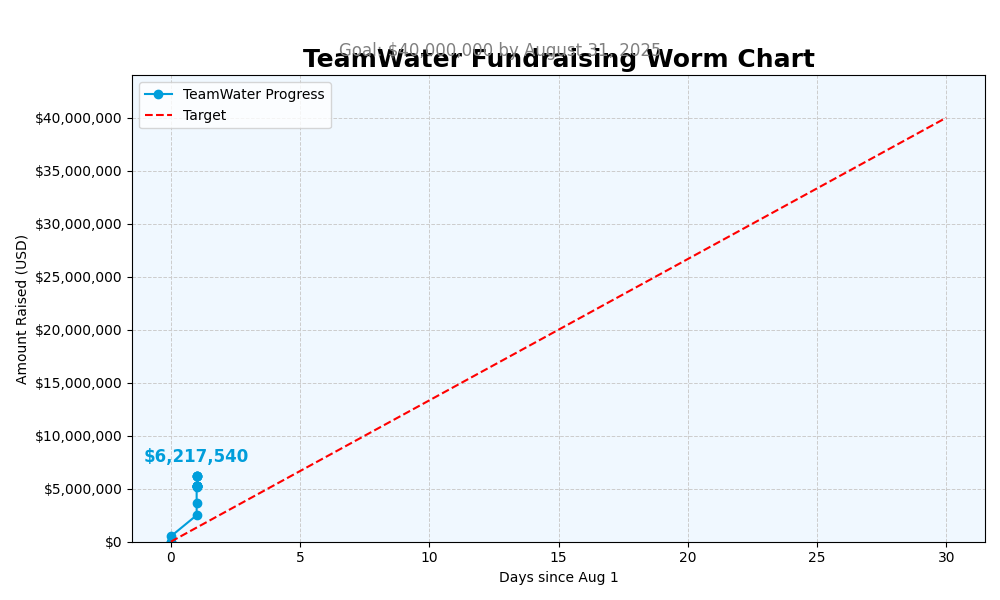 Goal: $40,000,000 by August 31, 2025
TeamWater Fundraising Worm Chart
TeamWater Progress
Target
$40,000,000
$35,000,000
$30,000,000
$25,000,000
$20,000,000
$15,000,000
$10,000,000
$5,000,000
$0
Amount Raised (USD)
$6,217,540
0 5 10 15 20 25 30
Days since Aug 1